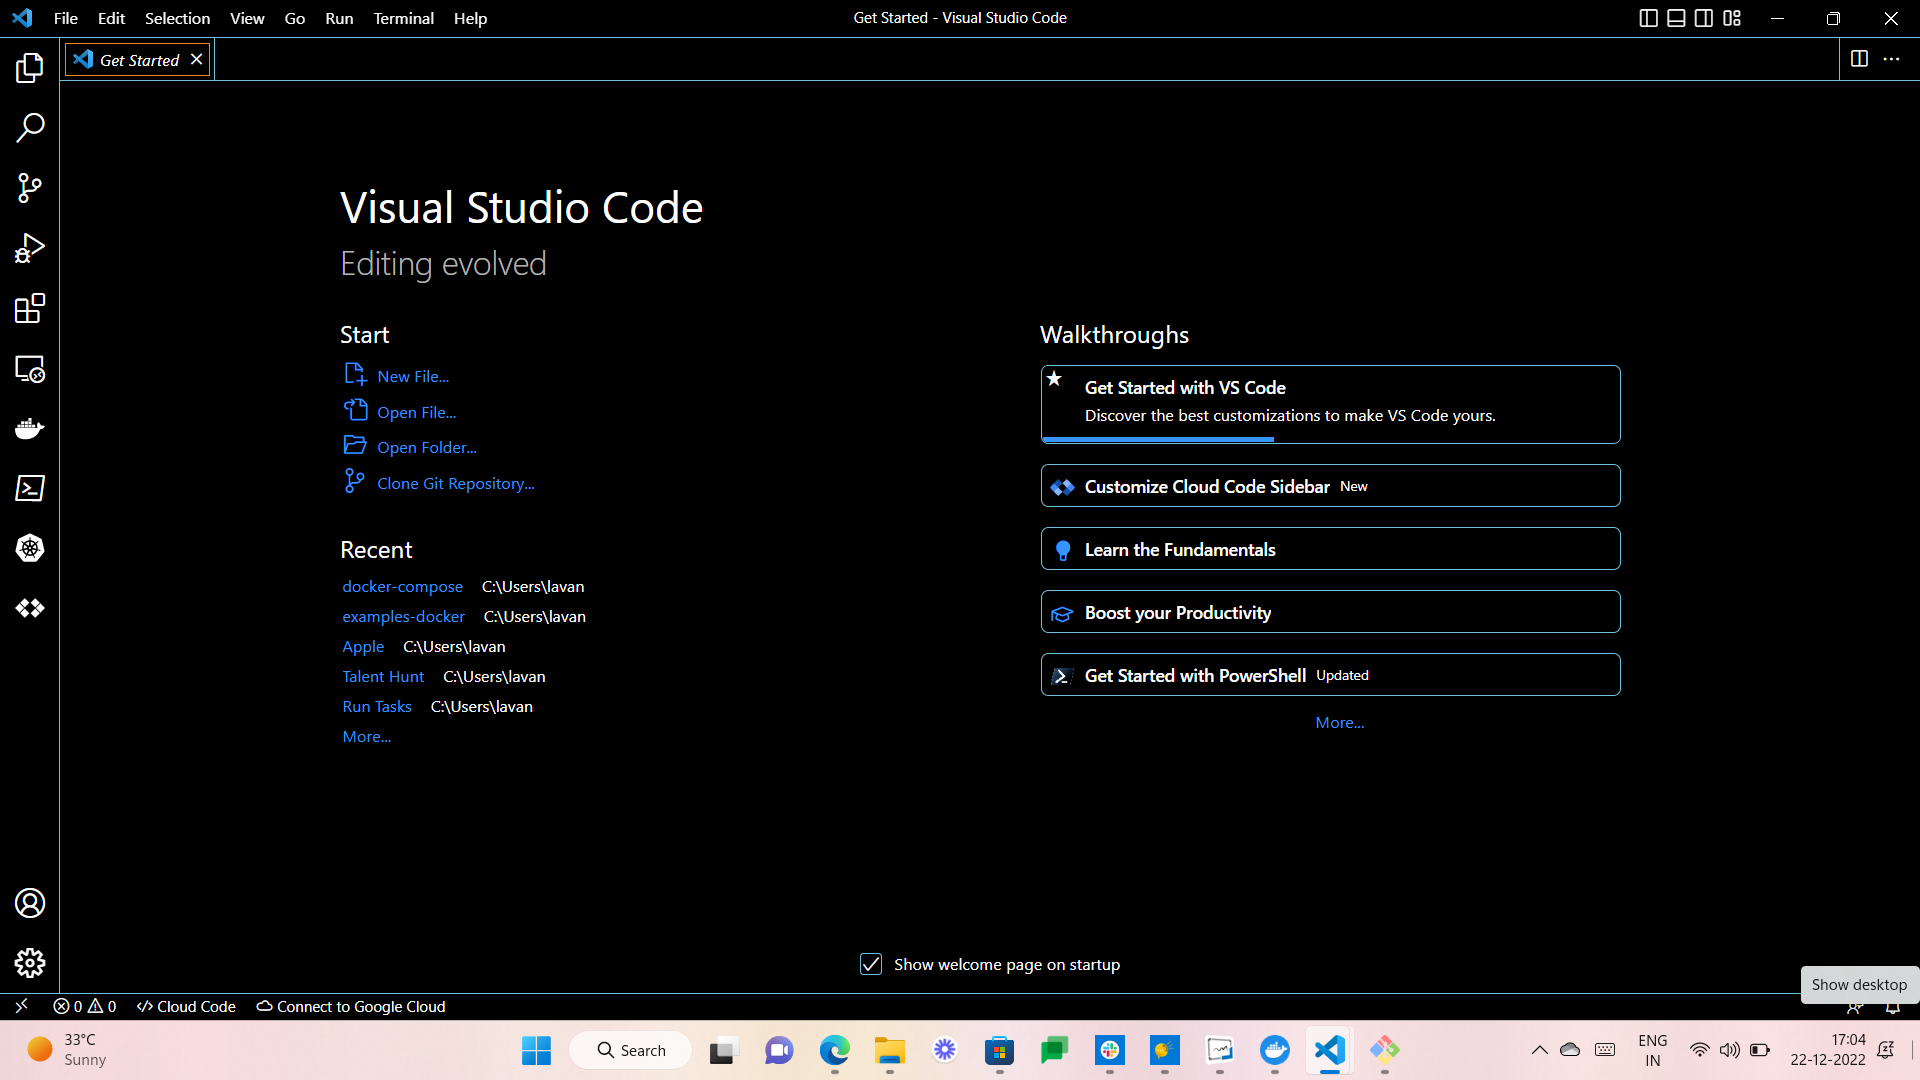 File Edit Selection View Go Run Terminal Help
Get Started - Visual Studio Code
Get Started
Visual Studio Code
Editing evolved
Start
New File...
Open File...
Open Folder...
Clone Git Repository...
Recent
docker-compose C:\Users\lavan
examples-docker C:\Users\lavan
Apple C:\Users\lavan
Talent Hunt C:\Users\lavan
Run Tasks C:\Users\lavan
More...
Walkthroughs
Get Started with VS Code
Discover the best customizations to make VS Code yours.
Customize Cloud Code Sidebar New
Learn the Fundamentals
Boost your Productivity
Get Started with PowerShell Updated
More...
Show welcome page on startup
Show desktop
0 0 Cloud Code Connect to Google Cloud
33°C
Sunny
Search
ENG
IN
17:04
22-12-2022